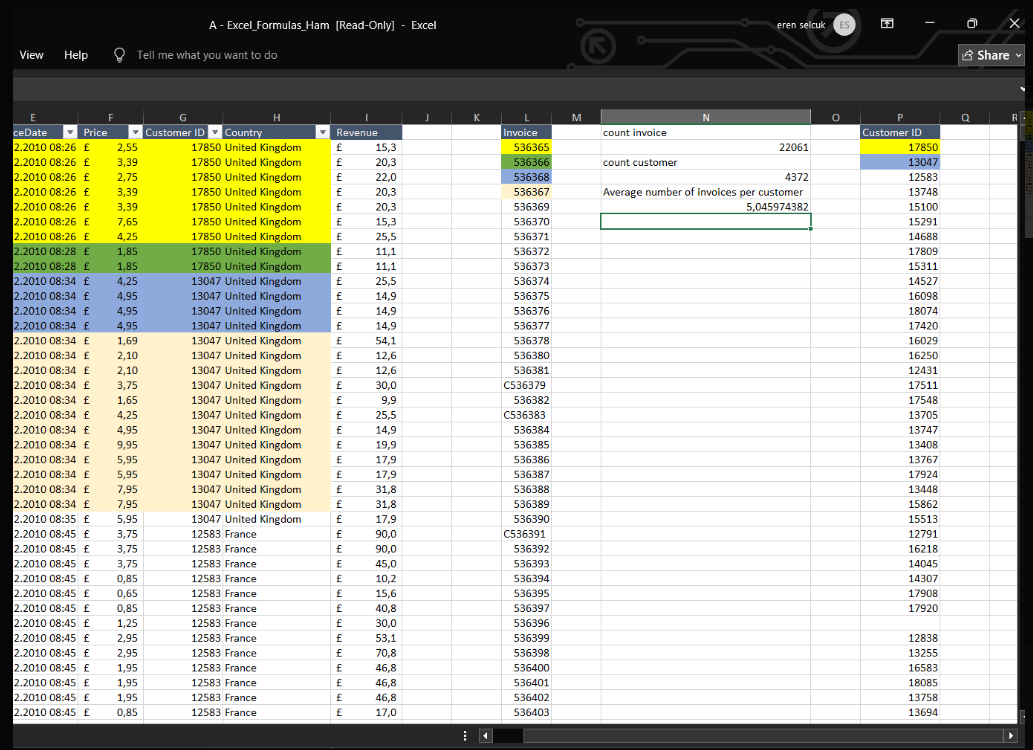 A - Excel_Formulas_Ham [Read-Only] - Excel
eren selcuk ES
View Help Tell me what you want to do Share
E F G H I J K L M N O P Q R
ceDate Price Customer ID Country Revenue Invoice count invoice Customer ID
2.2010 08:26 £ 2,55 17850 United Kingdom £ 15,3 536365 22061 17850
2.2010 08:26 £ 3,39 17850 United Kingdom £ 20,3 536366 count customer 13047
2.2010 08:26 £ 2,75 17850 United Kingdom £ 22,0 536368 4372 12583
2.2010 08:26 £ 3,39 17850 United Kingdom £ 20,3 536367 Average number of invoices per customer 13748
2.2010 08:26 £ 3,39 17850 United Kingdom £ 20,3 536369 5,045974382 15100
2.2010 08:26 £ 7,65 17850 United Kingdom £ 15,3 536370 15291
2.2010 08:26 £ 4,25 17850 United Kingdom £ 25,5 536371 14688
2.2010 08:28 £ 1,85 17850 United Kingdom £ 11,1 536372 17809
2.2010 08:28 £ 1,85 17850 United Kingdom £ 11,1 536373 15311
2.2010 08:34 £ 4,25 13047 United Kingdom £ 25,5 536374 14527
2.2010 08:34 £ 4,95 13047 United Kingdom £ 14,9 536375 16098
2.2010 08:34 £ 4,95 13047 United Kingdom £ 14,9 536376 18074
2.2010 08:34 £ 4,95 13047 United Kingdom £ 14,9 536377 17420
2.2010 08:34 £ 1,69 13047 United Kingdom £ 54,1 536378 16029
2.2010 08:34 £ 2,10 13047 United Kingdom £ 12,6 536380 16250
2.2010 08:34 £ 2,10 13047 United Kingdom £ 12,6 536381 12431
2.2010 08:34 £ 3,75 13047 United Kingdom £ 30,0 C536379 17511
2.2010 08:34 £ 1,65 13047 United Kingdom £ 9,9 536382 17548
2.2010 08:34 £ 4,25 13047 United Kingdom £ 25,5 C536383 13705
2.2010 08:34 £ 4,95 13047 United Kingdom £ 14,9 536384 13747
2.2010 08:34 £ 9,95 13047 United Kingdom £ 19,9 536385 13408
2.2010 08:34 £ 5,95 13047 United Kingdom £ 17,9 536386 13767
2.2010 08:34 £ 5,95 13047 United Kingdom £ 17,9 536387 17924
2.2010 08:34 £ 7,95 13047 United Kingdom £ 31,8 536388 13448
2.2010 08:34 £ 7,95 13047 United Kingdom £ 31,8 536389 15862
2.2010 08:35 £ 5,95 13047 United Kingdom £ 17,9 536390 15513
2.2010 08:45 £ 3,75 12583 France £ 90,0 C536391 12791
2.2010 08:45 £ 3,75 12583 France £ 90,0 536392 16218
2.2010 08:45 £ 3,75 12583 France £ 45,0 536393 14045
2.2010 08:45 £ 0,85 12583 France £ 10,2 536394 14307
2.2010 08:45 £ 0,65 12583 France £ 15,6 536395 17908
2.2010 08:45 £ 0,85 12583 France £ 40,8 536397 17920
2.2010 08:45 £ 1,25 12583 France £ 30,0 536396
2.2010 08:45 £ 2,95 12583 France £ 53,1 536399 12838
2.2010 08:45 £ 2,95 12583 France £ 70,8 536398 13255
2.2010 08:45 £ 1,95 12583 France £ 46,8 536400 16583
2.2010 08:45 £ 1,95 12583 France £ 46,8 536401 18085
2.2010 08:45 £ 1,95 12583 France £ 46,8 536402 13758
2.2010 08:45 £ 0,85 12583 France £ 17,0 536403 13694